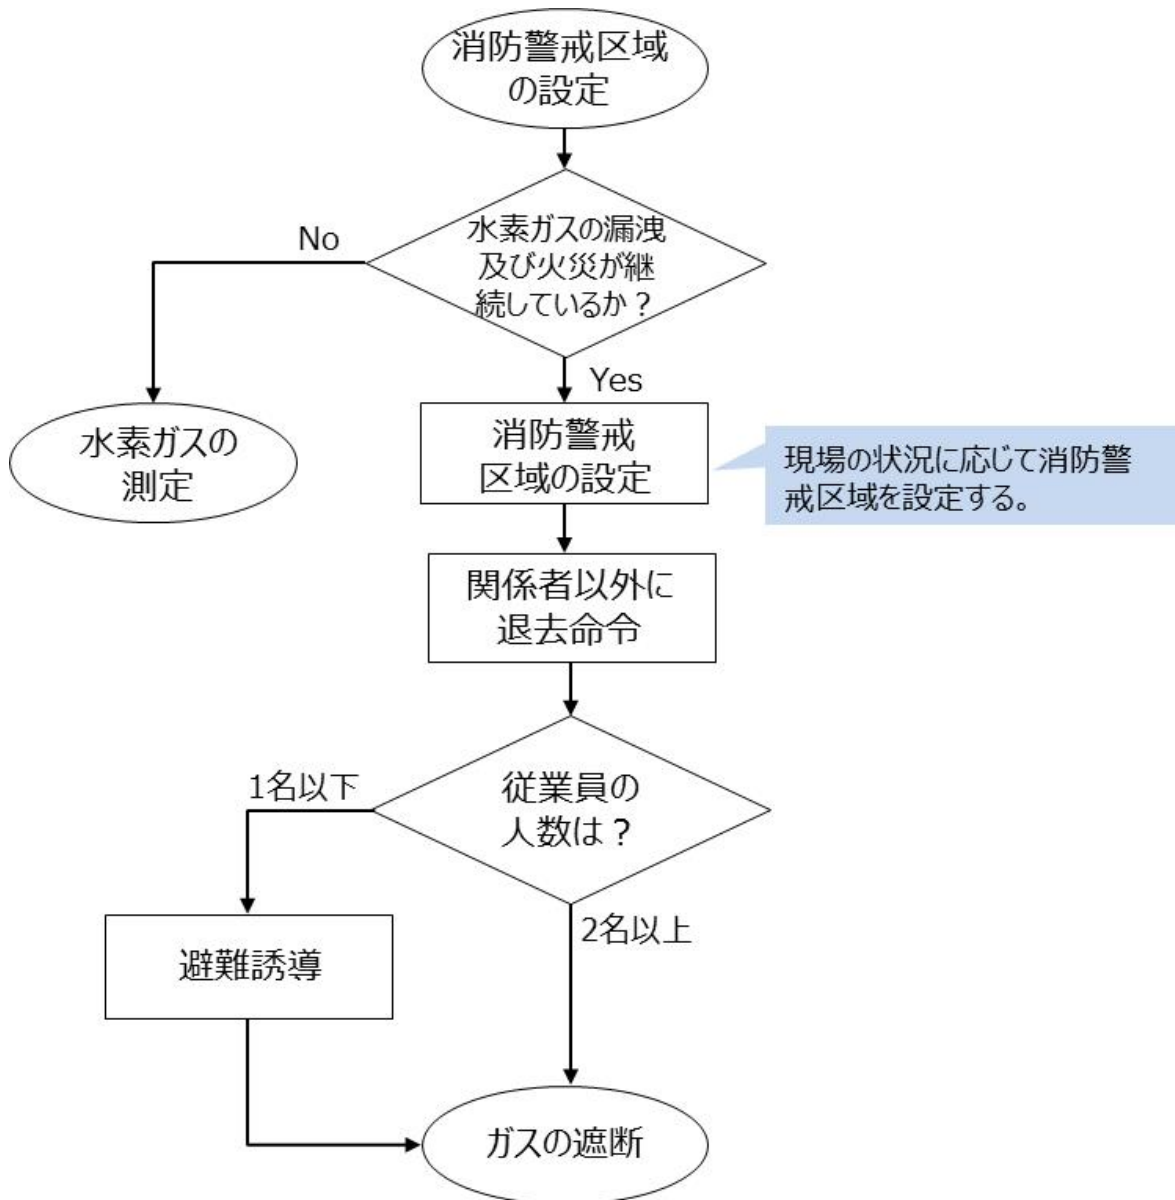 消防警戒区域
の設定
水素ガスの漏洩
及び火災が継
続しているか？
No
Yes
水素ガスの
測定
消防警戒
区域の設定
現場の状況に応じて消防警
戒区域を設定する。
関係者以外に
退去命令
従業員の
人数は？
1名以下
2名以上
避難誘導
ガスの遮断